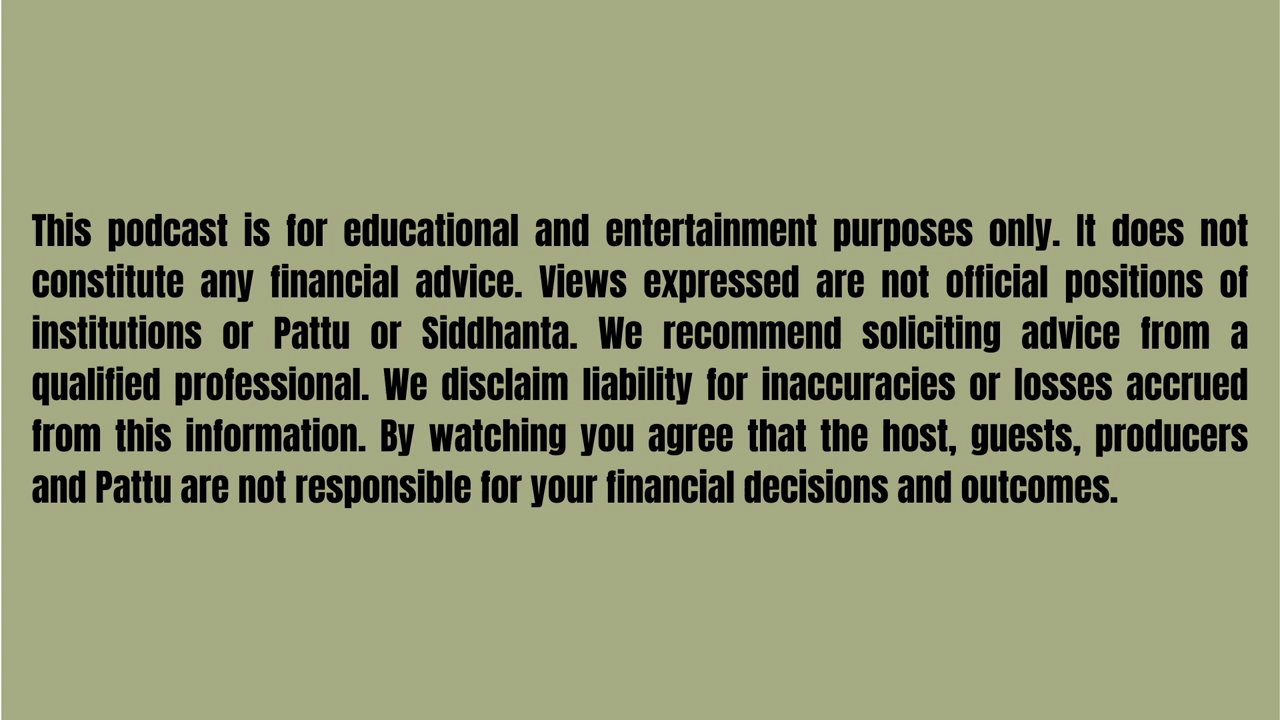 This podcast is for educational and entertainment purposes only. It does not
constitute any financial advice. Views expressed are not official positions of
institutions or Pattu or Siddhanta. We recommend soliciting advice from a
qualified professional. We disclaim liability for inaccuracies or losses accrued
from this information. By watching you agree that the host, guests, producers
and Pattu are not responsible for your financial decisions and outcomes.